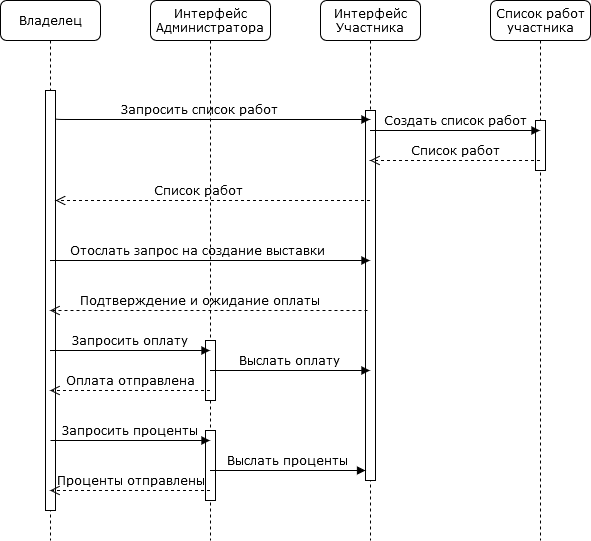 Владелец
Интерфейс
Администратора
Интерфейс
Участника
Список работ
участника
Запросить список работ
Создать список работ
Список работ
Список работ
Отослать запрос на создание выставки
Подтверждение и ожидание оплаты
Запросить оплату
Выслать оплату
Оплата отправлена
Запросить проценты
Выслать проценты
Проценты отправлены